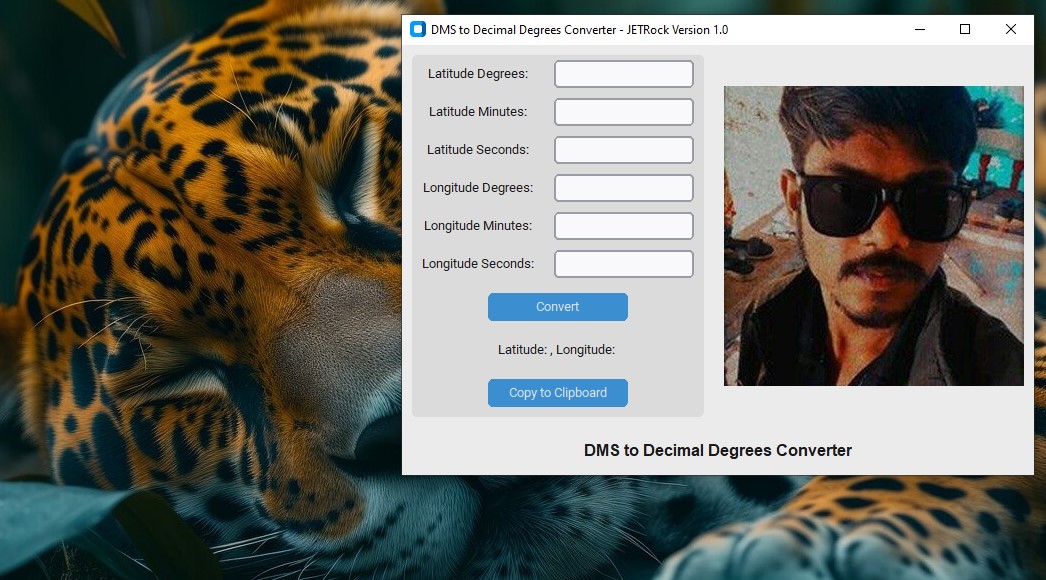 DMS to Decimal Degrees Converter - JETRock Version 1.0
Latitude Degrees:
Latitude Minutes:
Latitude Seconds:
Longitude Degrees:
Longitude Minutes:
Longitude Seconds:
Convert
Latitude: , Longitude:
Copy to Clipboard
DMS to Decimal Degrees Converter